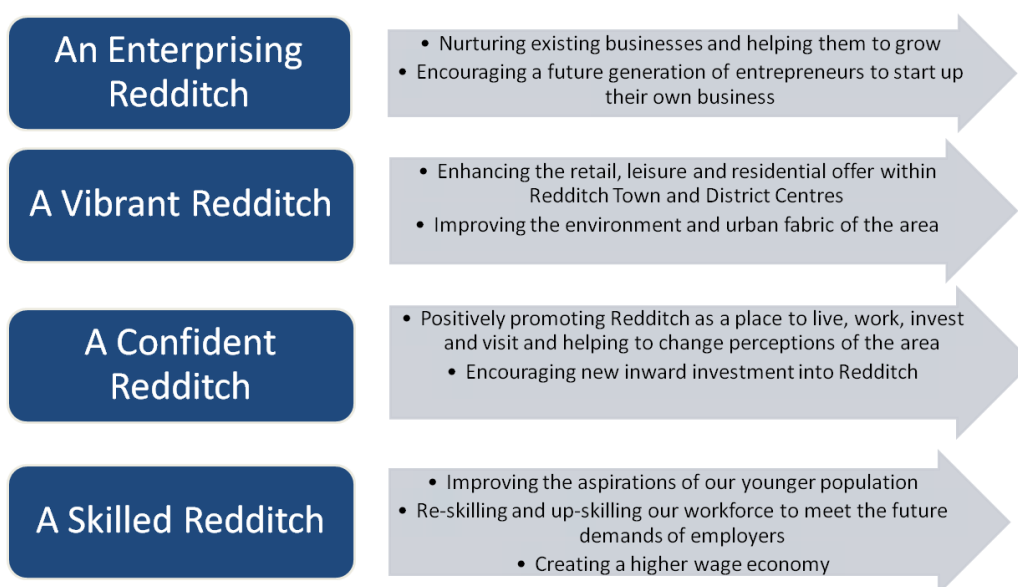 An Enterprising
Redditch
• Nurturing existing businesses and helping them to grow
• Encouraging a future generation of entrepreneurs to start up
their own business
A Vibrant Redditch
• Enhancing the retail, leisure and residential offer within
Redditch Town and District Centres
• Improving the environment and urban fabric of the area
A Confident
Redditch
• Positively promoting Redditch as a place to live, work, invest
and visit and helping to change perceptions of the area
• Encouraging new inward investment into Redditch
A Skilled Redditch
• Improving the aspirations of our younger population
• Re-skilling and up-skilling our workforce to meet the future
demands of employers
• Creating a higher wage economy